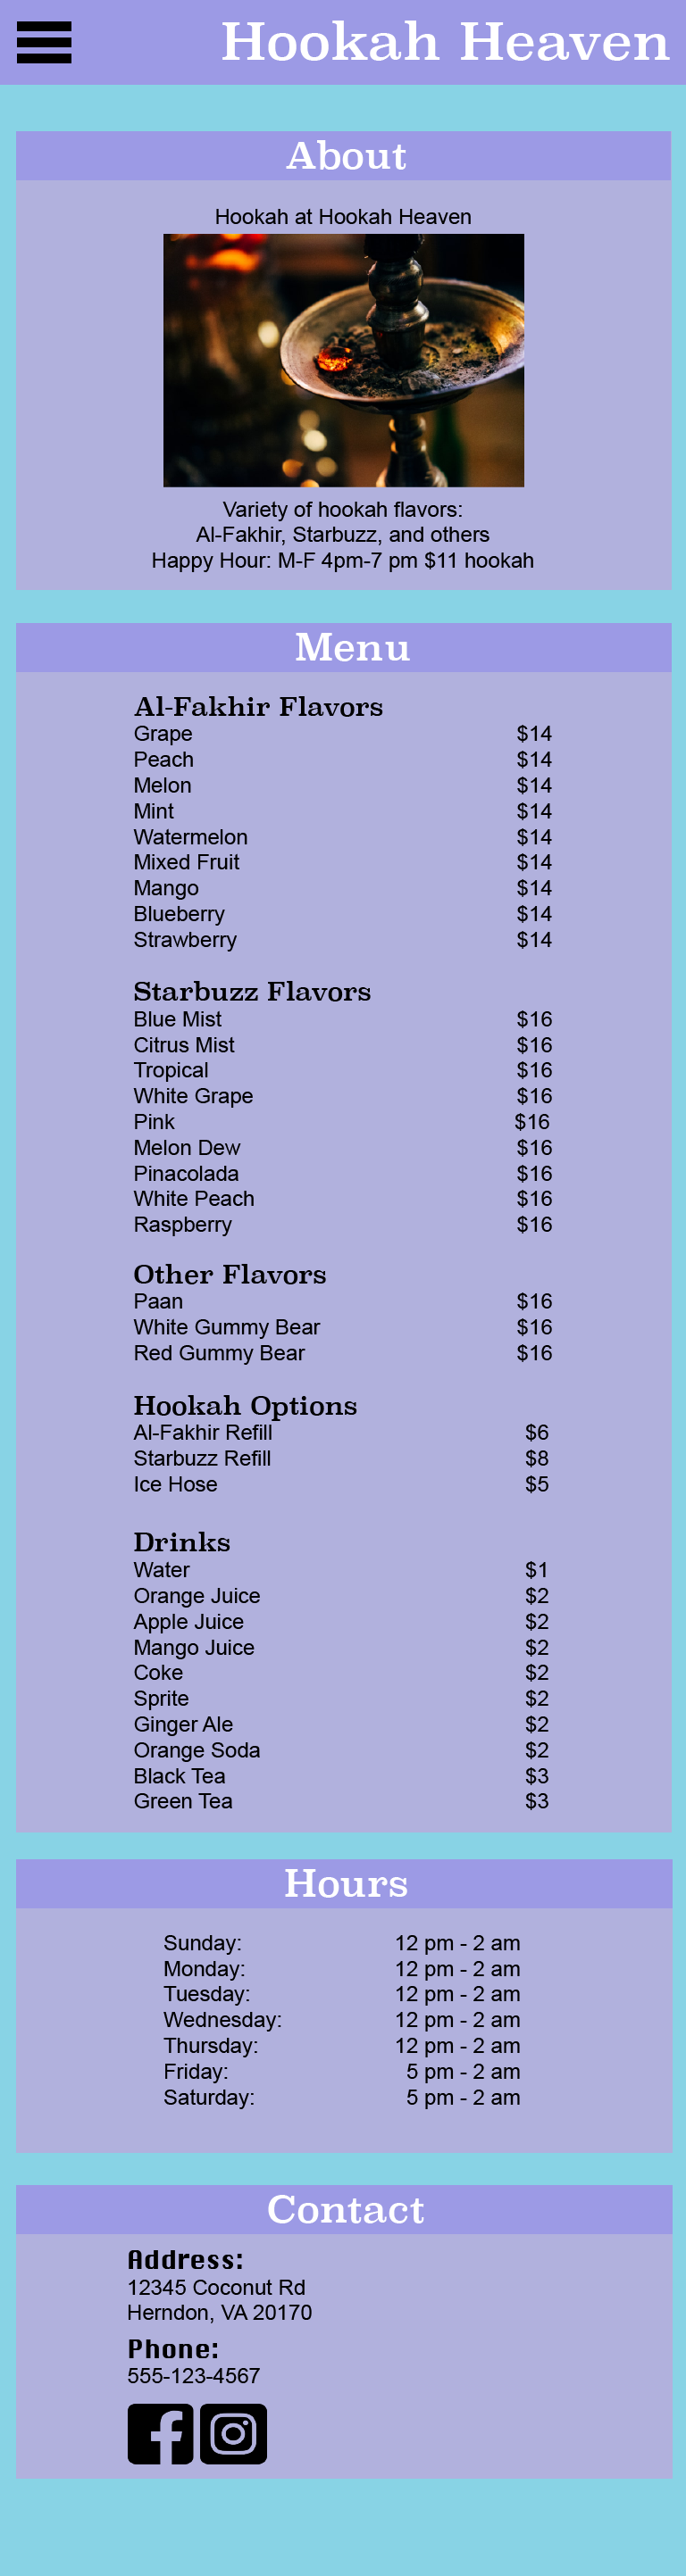 Hookah Heaven
About
Hookah at Hookah Heaven
Variety of hookah flavors:
Al-Fakhir, Starbuzz, and others
Happy Hour: M-F 4pm-7 pm $11 hookah
Menu
Al-Fakhir Flavors
Grape $14
Peach $14
Melon $14
Mint $14
Watermelon $14
Mixed Fruit $14
Mango $14
Blueberry $14
Strawberry $14
Starbuzz Flavors
Blue Mist $16
Citrus Mist $16
Tropical $16
White Grape $16
Pink $16
Melon Dew $16
Pinacolada $16
White Peach $16
Raspberry $16
Other Flavors
Paan $16
White Gummy Bear $16
Red Gummy Bear $16
Hookah Options
Al-Fakhir Refill $6
Starbuzz Refill $8
Ice Hose $5
Drinks
Water $1
Orange Juice $2
Apple Juice $2
Mango Juice $2
Coke $2
Sprite $2
Ginger Ale $2
Orange Soda $2
Black Tea $3
Green Tea $3
Hours
Sunday: 12 pm - 2 am
Monday: 12 pm - 2 am
Tuesday: 12 pm - 2 am
Wednesday: 12 pm - 2 am
Thursday: 12 pm - 2 am
Friday: 5 pm - 2 am
Saturday: 5 pm - 2 am
Contact
Address:
12345 Coconut Rd
Herndon, VA 20170
Phone:
555-123-4567